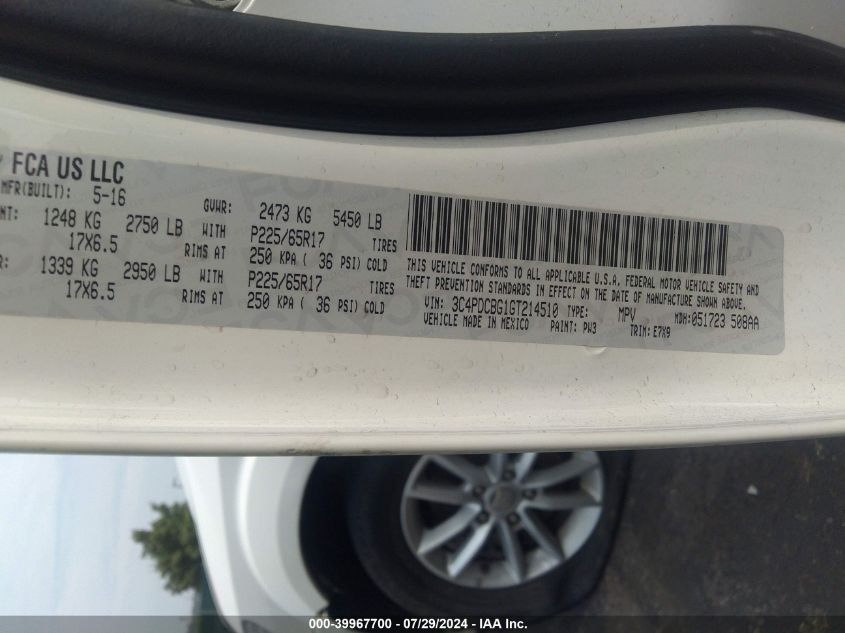 FCA US LLC
MFR(BUILT): 5-16
GVWR: 2473 KG 5450 LB
1248 KG 2750 LB WITH P225/65R17 TIRES
17X6.5 RIMS AT 250 KPA ( 36 PSI) COLD
1339 KG 2950 LB WITH P225/65R17 TIRES
17X6.5 RIMS AT 250 KPA ( 36 PSI) COLD
THIS VEHICLE CONFORMS TO ALL APPLICABLE U.S.A. FEDERAL MOTOR VEHICLE SAFETY AND
THEFT PREVENTION STANDARDS IN EFFECT ON THE DATE OF MANUFACTURE SHOWN ABOVE.
VIN: 3C4PDCBG1GT214510 TYPE: MPV MDH:051723 508AA
VEHICLE MADE IN MEXICO PAINT: PW3 TRIM: E7X9
000-39967700 - 07/29/2024 - IAA Inc.